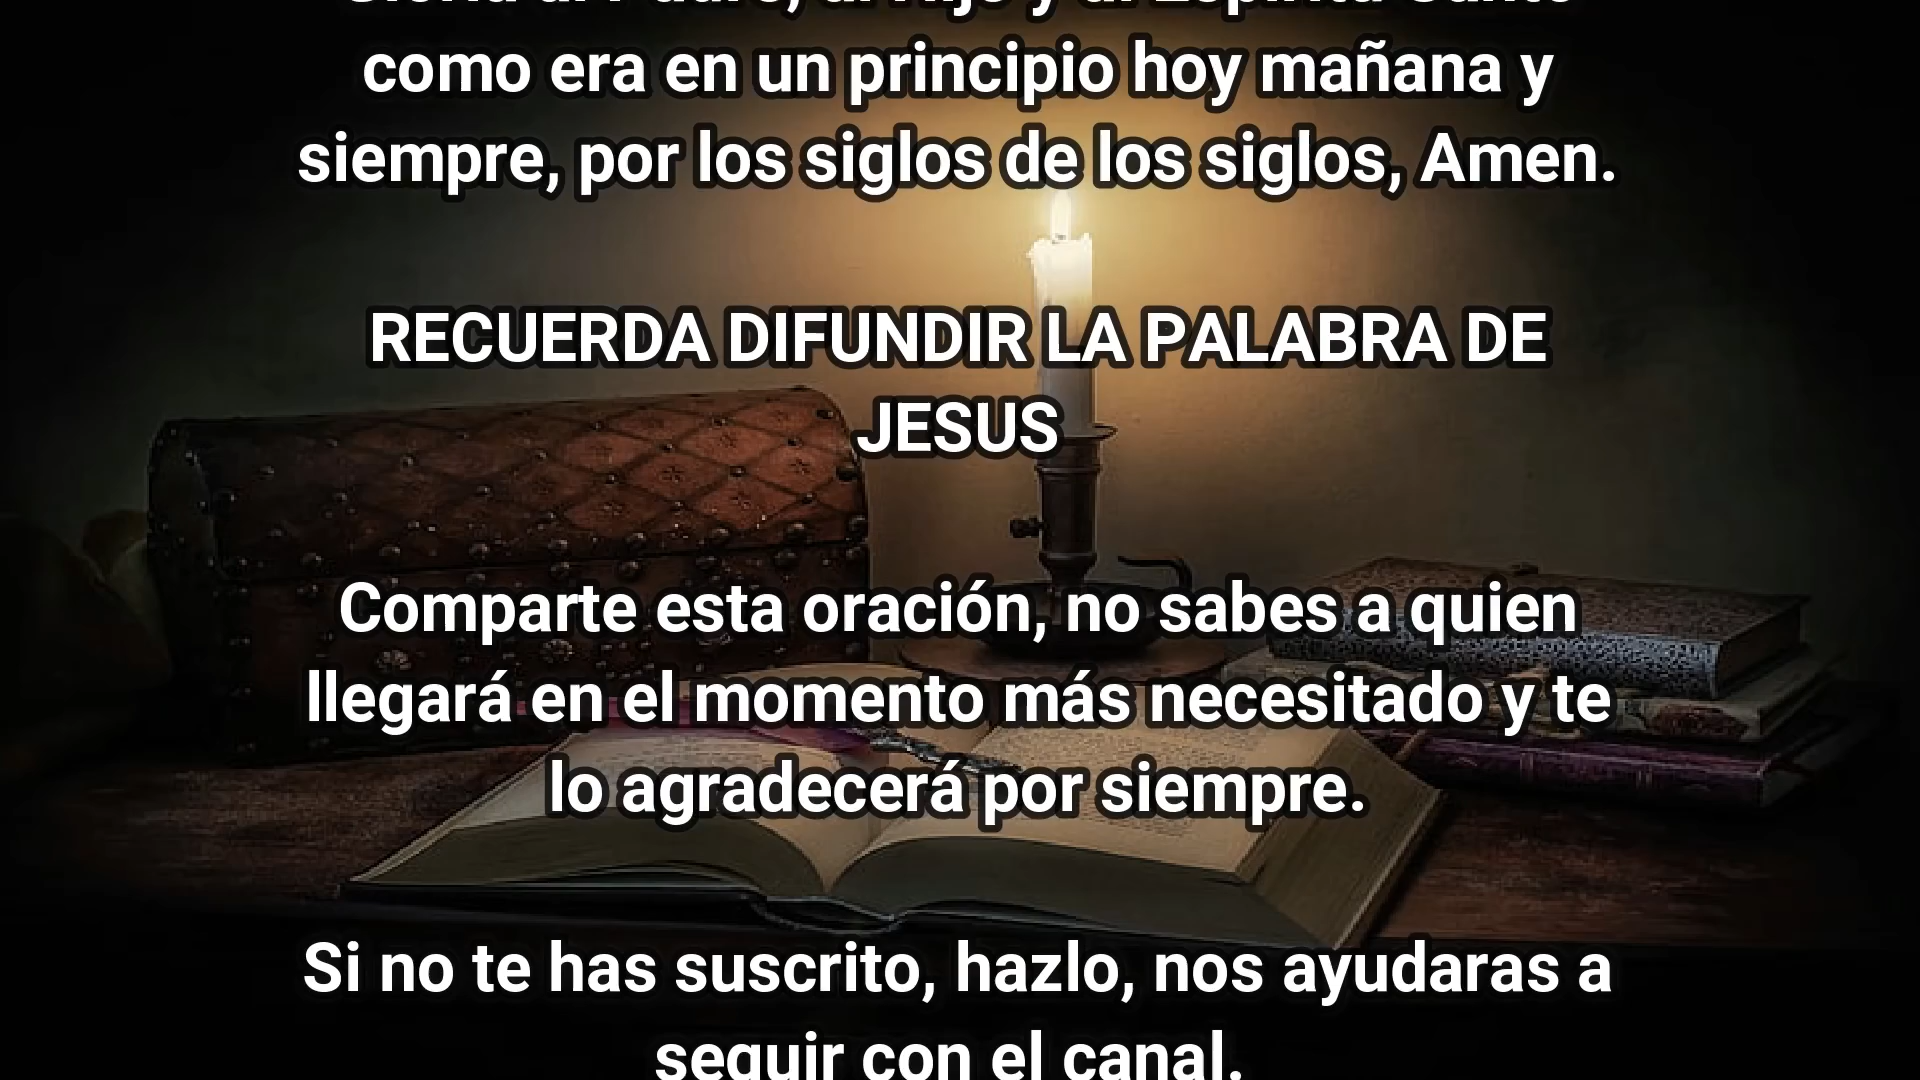 como era en un principio hoy mañana y
siempre, por los siglos de los siglos, Amen.
RECUERDA DIFUNDIR LA PALABRA DE
JESUS
Comparte esta oración, no sabes a quien
llegará en el momento más necesitado y te
lo agradecerá por siempre.
Si no te has suscrito, hazlo, nos ayudaras a
seguir con el canal.